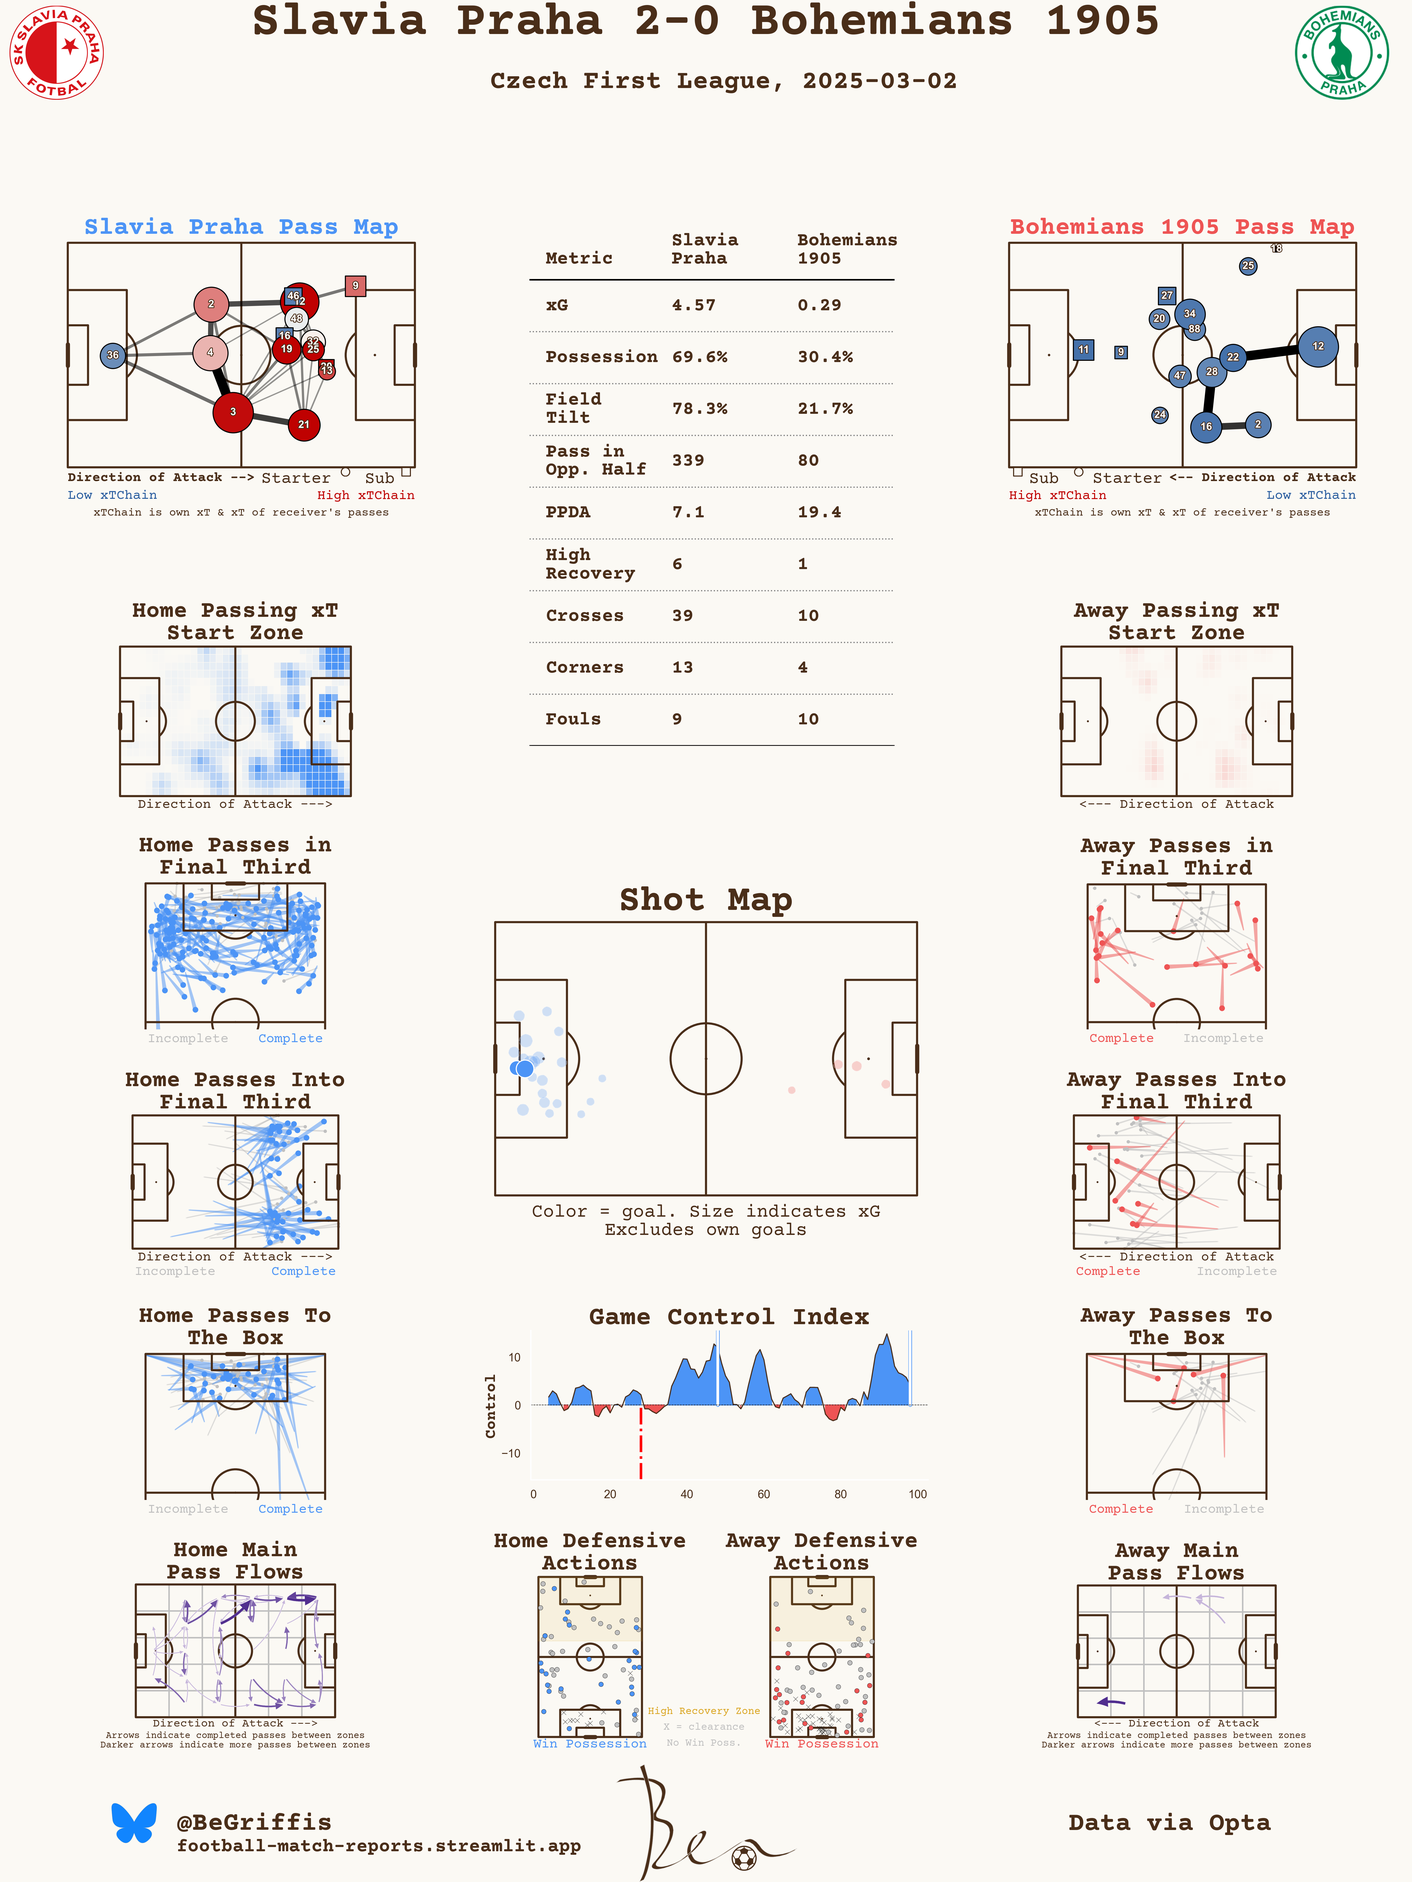 Slavia Praha 2-0 Bohemians 1905
Czech First League, 2025-03-02
SK SLAVIA PRAHA
FOTBAL
BOHEMIANS
PRAHA
Slavia Praha Pass Map
2
46
12
9
48
36
4
16
32
19
25
13
3
21
Direction of Attack --> Starter Sub
Low xTChain High xTChain
xTChain is own xT & xT of receiver's passes
Metric Slavia Praha Bohemians 1905
xG 4.57 0.29
Possession 69.6% 30.4%
Field Tilt 78.3% 21.7%
Pass in Opp. Half 339 80
PPDA 7.1 19.4
High Recovery 6 1
Crosses 39 10
Corners 13 4
Fouls 9 10
Bohemians 1905 Pass Map
18
25
27
20
34
88
11
9
22
12
47
28
24
16
2
Sub Starter <-- Direction of Attack
High xTChain Low xTChain
xTChain is own xT & xT of receiver's passes
Home Passing xT
Start Zone
Direction of Attack --->
Away Passing xT
Start Zone
<--- Direction of Attack
Home Passes in
Final Third
Incomplete Complete
Away Passes in
Final Third
Complete Incomplete
Shot Map
Color = goal. Size indicates xG
Excludes own goals
Home Passes Into
Final Third
Direction of Attack --->
Incomplete Complete
Away Passes Into
Final Third
<--- Direction of Attack
Complete Incomplete
Home Passes To
The Box
Incomplete Complete
Game Control Index
Control
10
0
−10
0 20 40 60 80 100
Away Passes To
The Box
Complete Incomplete
Home Main
Pass Flows
Direction of Attack --->
Arrows indicate completed passes between zones
Darker arrows indicate more passes between zones
Home Defensive
Actions
Win Possession
High Recovery Zone
X = clearance
No Win Poss.
Away Defensive
Actions
Win Possession
Away Main
Pass Flows
<--- Direction of Attack
Arrows indicate completed passes between zones
Darker arrows indicate more passes between zones
@BeGriffis
football-match-reports.streamlit.app
Ben
Data via Opta